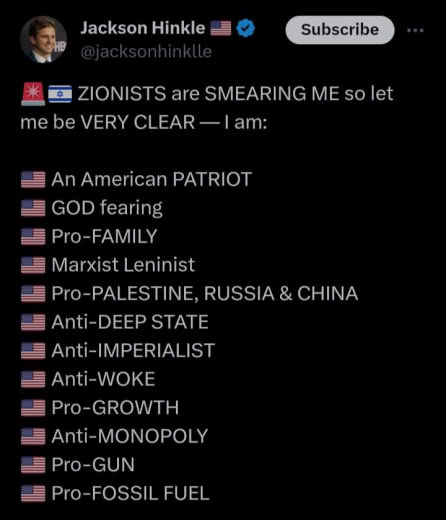 Jackson Hinkle 🇺🇸
Subscribe
@jacksonhinklle
🚨🇮🇱 ZIONISTS are SMEARING ME so let
me be VERY CLEAR — I am:
🇺🇸 An American PATRIOT
🇺🇸 GOD fearing
🇺🇸 Pro-FAMILY
🇺🇸 Marxist Leninist
🇺🇸 Pro-PALESTINE, RUSSIA & CHINA
🇺🇸 Anti-DEEP STATE
🇺🇸 Anti-IMPERIALIST
🇺🇸 Anti-WOKE
🇺🇸 Pro-GROWTH
🇺🇸 Anti-MONOPOLY
🇺🇸 Pro-GUN
🇺🇸 Pro-FOSSIL FUEL